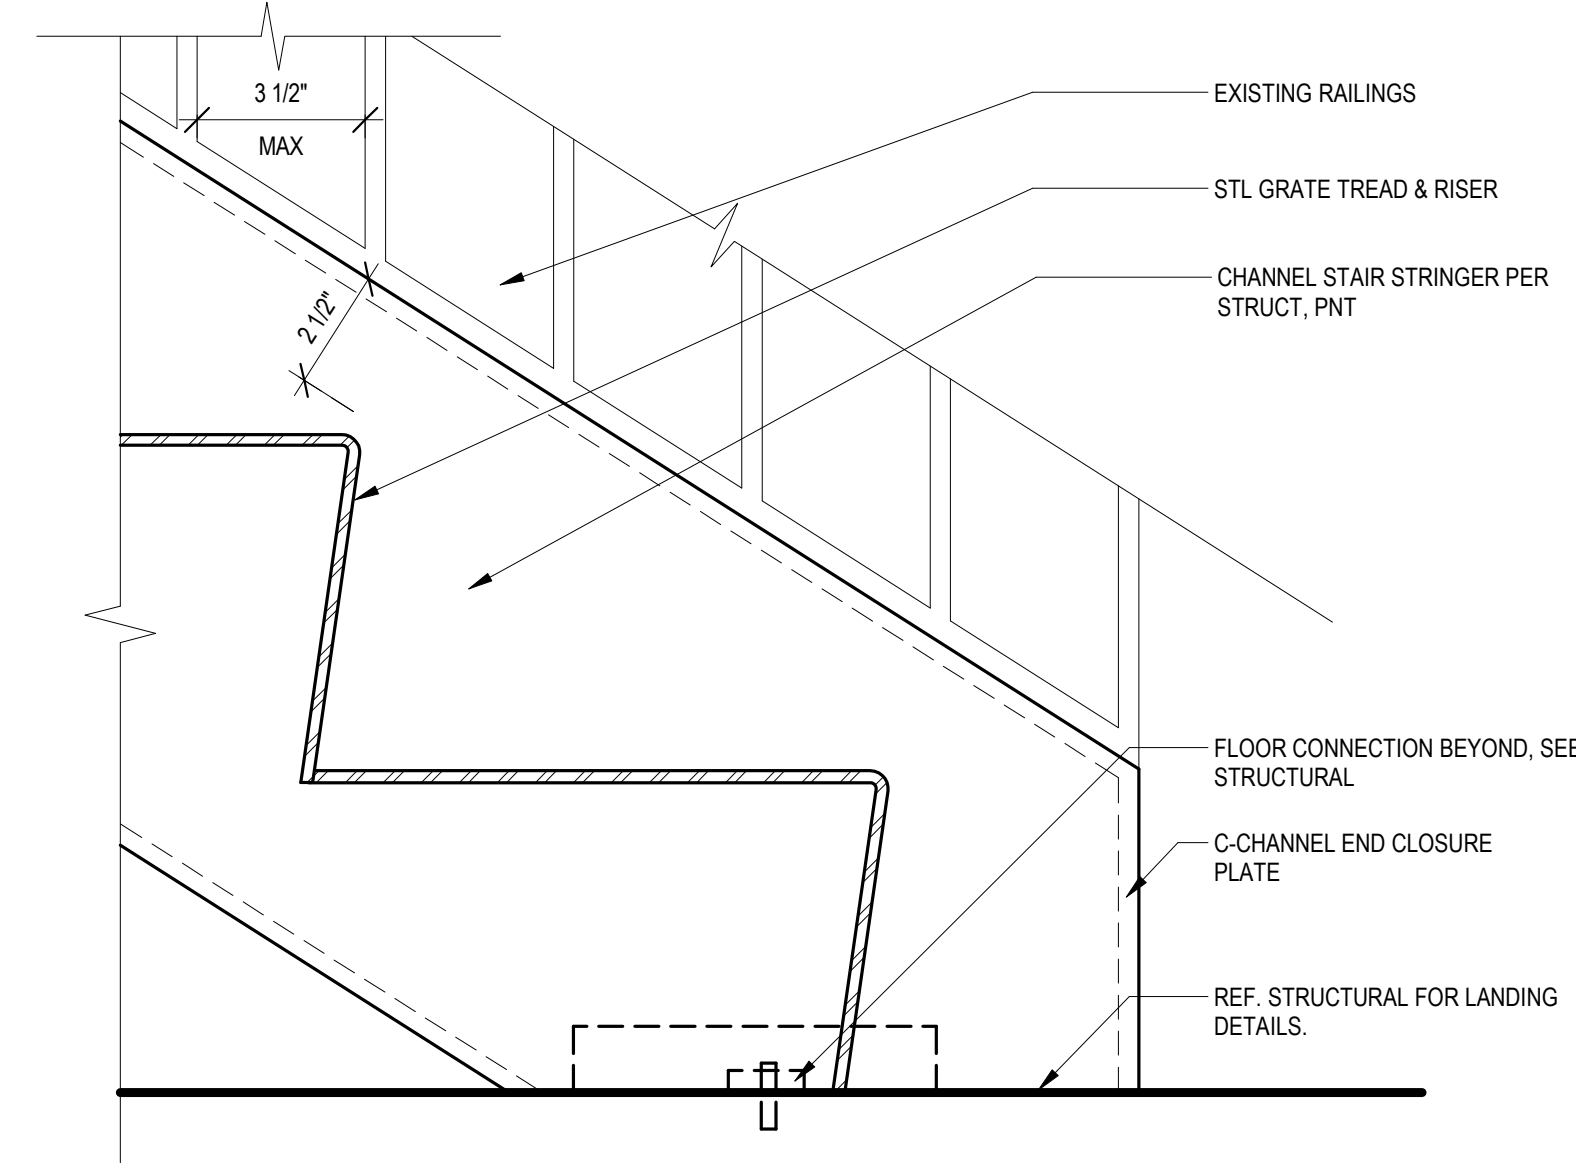 3 1/2"
MAX
2 1/2"
EXISTING RAILINGS
STL GRATE TREAD & RISER
CHANNEL STAIR STRINGER PER
STRUCT, PNT
FLOOR CONNECTION BEYOND, SEE
STRUCTURAL
C-CHANNEL END CLOSURE
PLATE
REF. STRUCTURAL FOR LANDING
DETAILS.